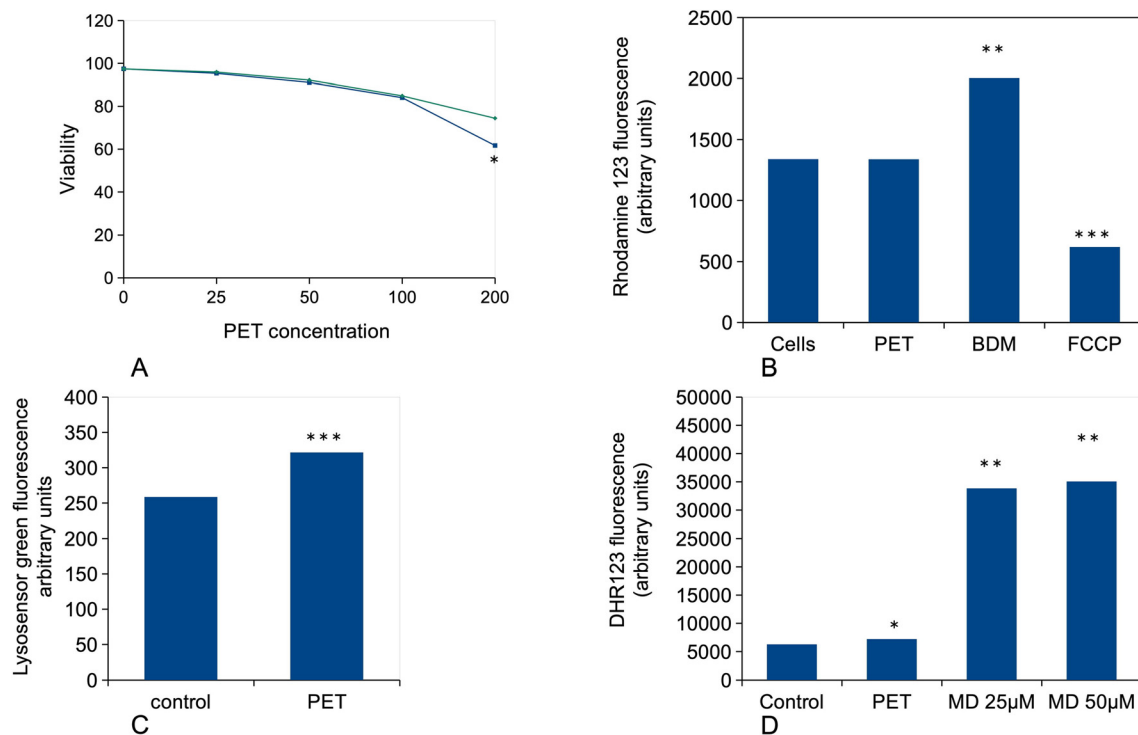 120
100
80
60
40
20
0
Viability
*
0 25 50 100 200
PET concentration
A
2500
2000
1500
1000
500
0
Rhodamine 123 fluorescence
(arbitrary units)
**
***
Cells PET BDM FCCP
B
400
350
300
250
200
150
100
50
0
Lysosensor green fluorescence
arbitrary units
***
control PET
C
50000
45000
40000
35000
30000
25000
20000
15000
10000
5000
0
DHR123 fluorescence
(arbitrary units)
*
**
**
Control PET MD 25µM MD 50µM
D